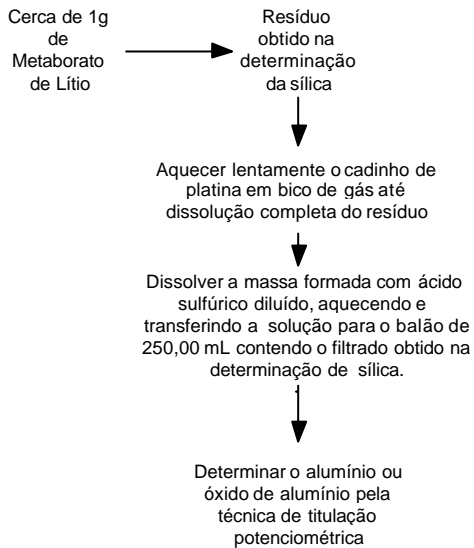 Cerca de 1g
de
Metaborato
de Lítio
Resíduo
obtido na
determinação
da sílica
Aquecer lentamente o cadinho de
platina em bico de gás até
dissolução completa do resíduo
Dissolver a massa formada com ácido
sulfúrico diluído, aquecendo e
transferindo a solução para o balão de
250,00 mL contendo o filtrado obtido na
determinação de sílica.
.
Determinar o alumínio ou
óxido de alumínio pela
técnica de titulação
potenciométrica